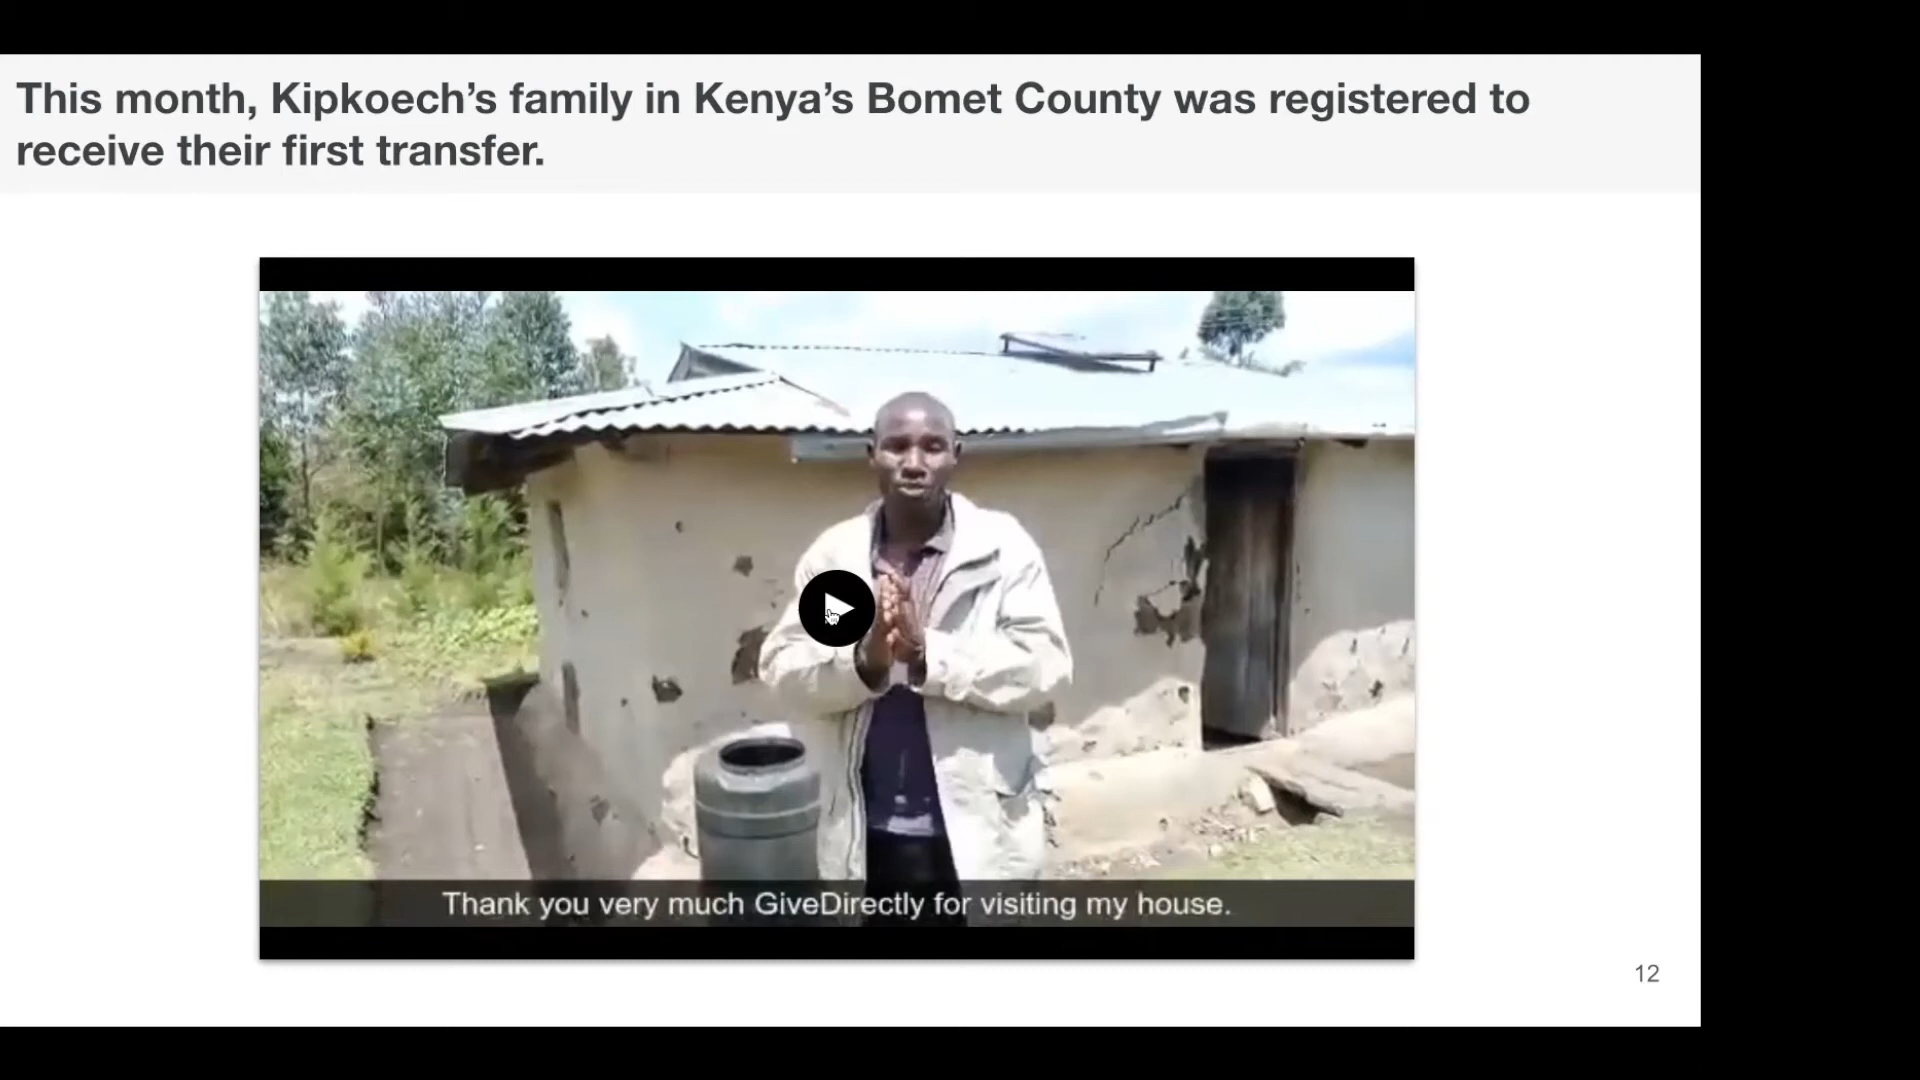 This month, Kipkoech’s family in Kenya’s Bomet County was registered to
receive their first transfer.
Thank you very much GiveDirectly for visiting my house.
12